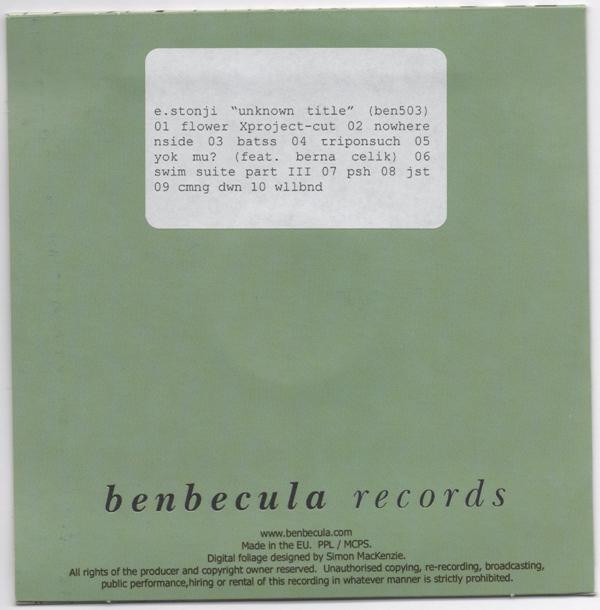 e.stonji “unknown title” (ben503)
01 flower Xproject-cut 02 nowhere
nside 03 batss 04 triponsuch 05
yok mu? (feat. berna celik) 06
swim suite part III 07 psh 08 jst
09 cmng dwn 10 wllbnd
benbecula records
www.benbecula.com
Made in the EU. PPL / MCPS.
Digital foliage designed by Simon MacKenzie.
All rights of the producer and copyright owner reserved. Unauthorised copying, re-recording, broadcasting,
public performance,hiring or rental of this recording in whatever manner is strictly prohibited.